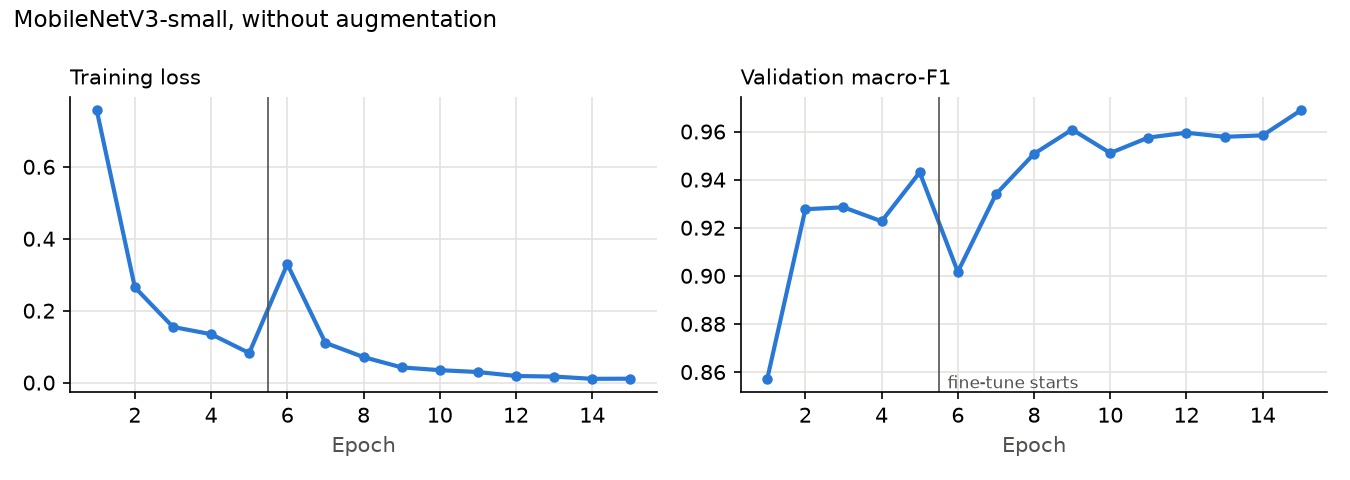 MobileNetV3-small, without augmentation
Training loss
0.6
0.4
0.2
0.0
2 4 6 8 10 12 14
Epoch
Validation macro-F1
0.96
0.94
0.92
0.90
0.88
0.86
fine-tune starts
2 4 6 8 10 12 14
Epoch